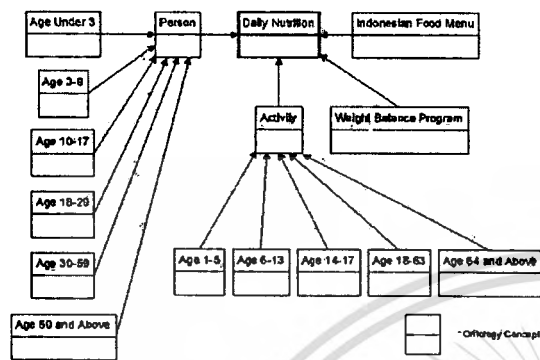 Age Under 3
Person
Daily Nutrition
Indonesian Food Menu
Age 3-9
Age 10-17
Activity
Weight Balance Program
Age 18-29
Age 30-59
Age 1-5
Age 6-13
Age 14-17
Age 18-63
Age 64 and Above
Age 60 and Above
Ontology Concept